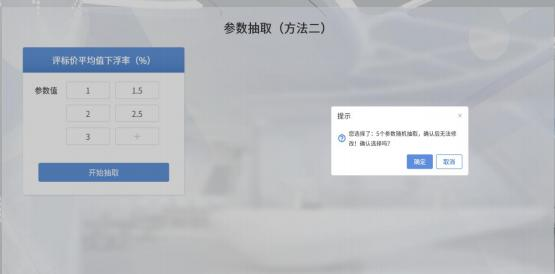 参数抽取（方法二）
评标价平均值下浮率（%）
参数值 1 1.5
2 2.5
3 +
开始抽取
提示 ×
您选择了：5个参数随机抽取，确认后无法修
改！确认选择吗？
确定 取消